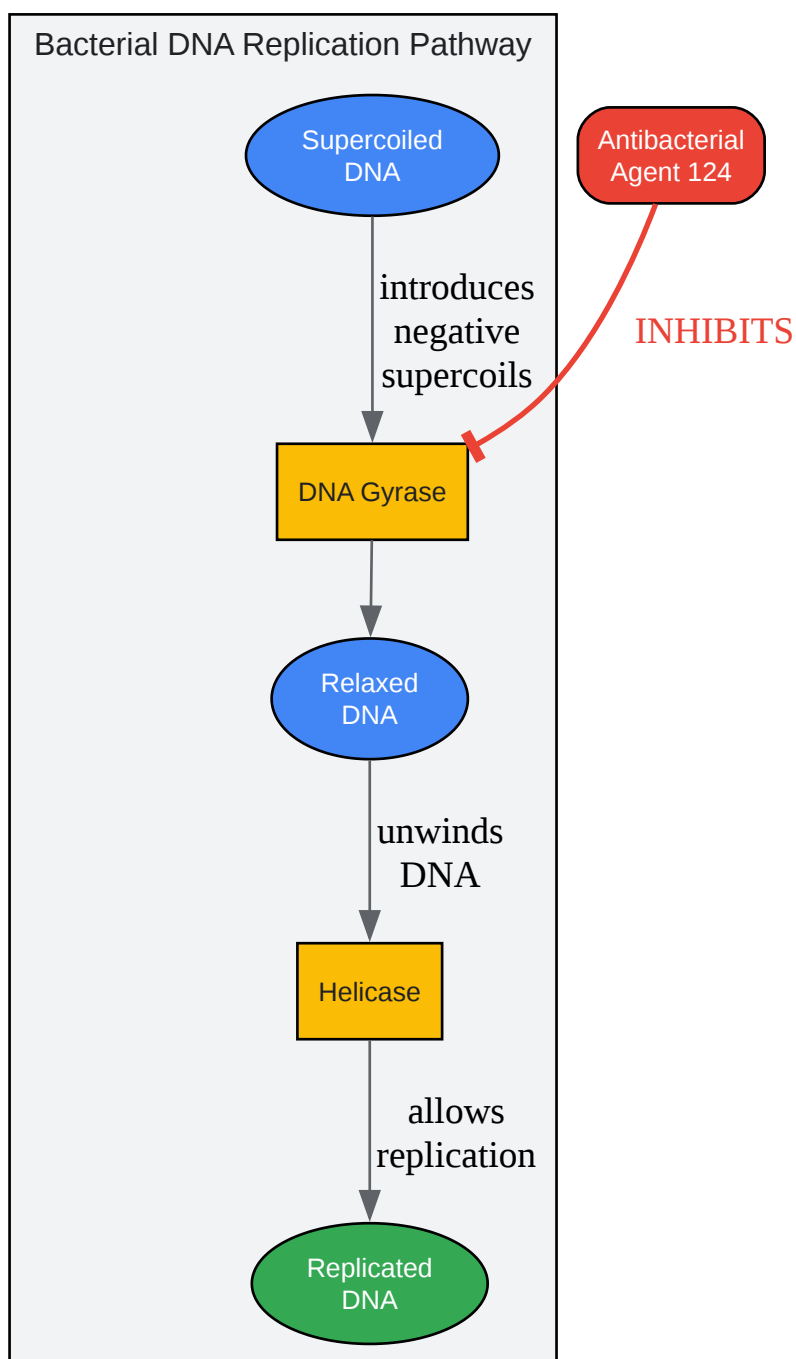 Bacterial DNA Replication Pathway
Supercoiled
DNA
Antibacterial
Agent 124
introduces
negative
supercoils
INHIBITS
DNA Gyrase
Relaxed
DNA
unwinds
DNA
Helicase
allows
replication
Replicated
DNA